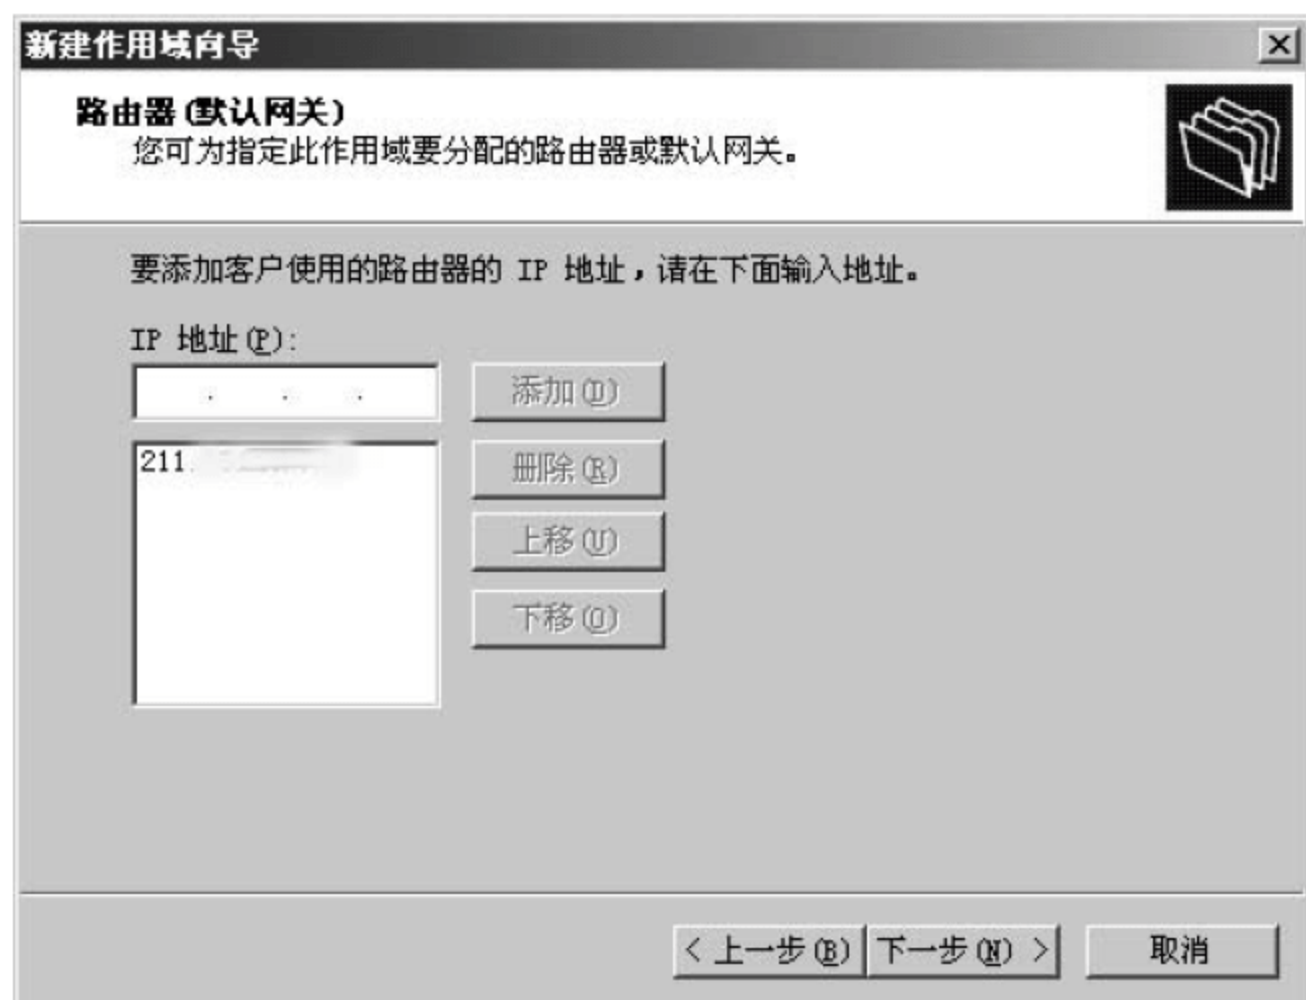 新建作用域向导
路由器(默认网关)
您可为指定此作用域要分配的路由器或默认网关。
要添加客户使用的路由器的 IP 地址,请在下面输入地址。
IP 地址(P):
. . .
添加(D)
211.
删除(R)
上移(U)
下移(O)
< 上一步(B)
下一步(N) >
取消